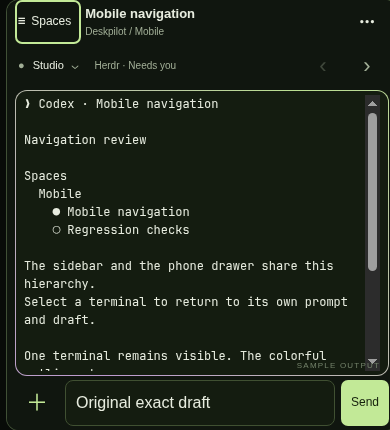 ≡ Spaces
Mobile navigation
•••
Deskpilot / Mobile
● Studio
Herdr · Needs you
‹ ›
❯ Codex · Mobile navigation
Navigation review
Spaces
Mobile
● Mobile navigation
○ Regression checks
The sidebar and the phone drawer share this
hierarchy.
Select a terminal to return to its own prompt
and draft.
One terminal remains visible. The colorful
SAMPLE OUTPUT
+ Original exact draft
Send